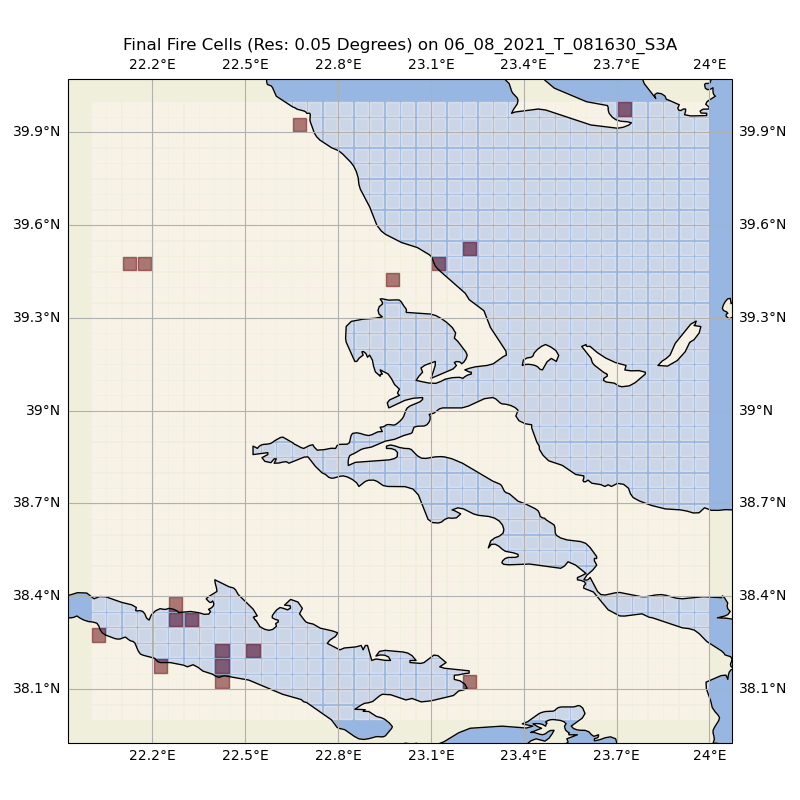 Final Fire Cells (Res: 0.05 Degrees) on 06_08_2021_T_081630_S3A
22.2°E 22.5°E 22.8°E 23.1°E 23.4°E 23.7°E 24°E
39.9°N 39.9°N
39.6°N 39.6°N
39.3°N 39.3°N
39°N 39°N
38.7°N 38.7°N
38.4°N 38.4°N
38.1°N 38.1°N
22.2°E 22.5°E 22.8°E 23.1°E 23.4°E 23.7°E 24°E